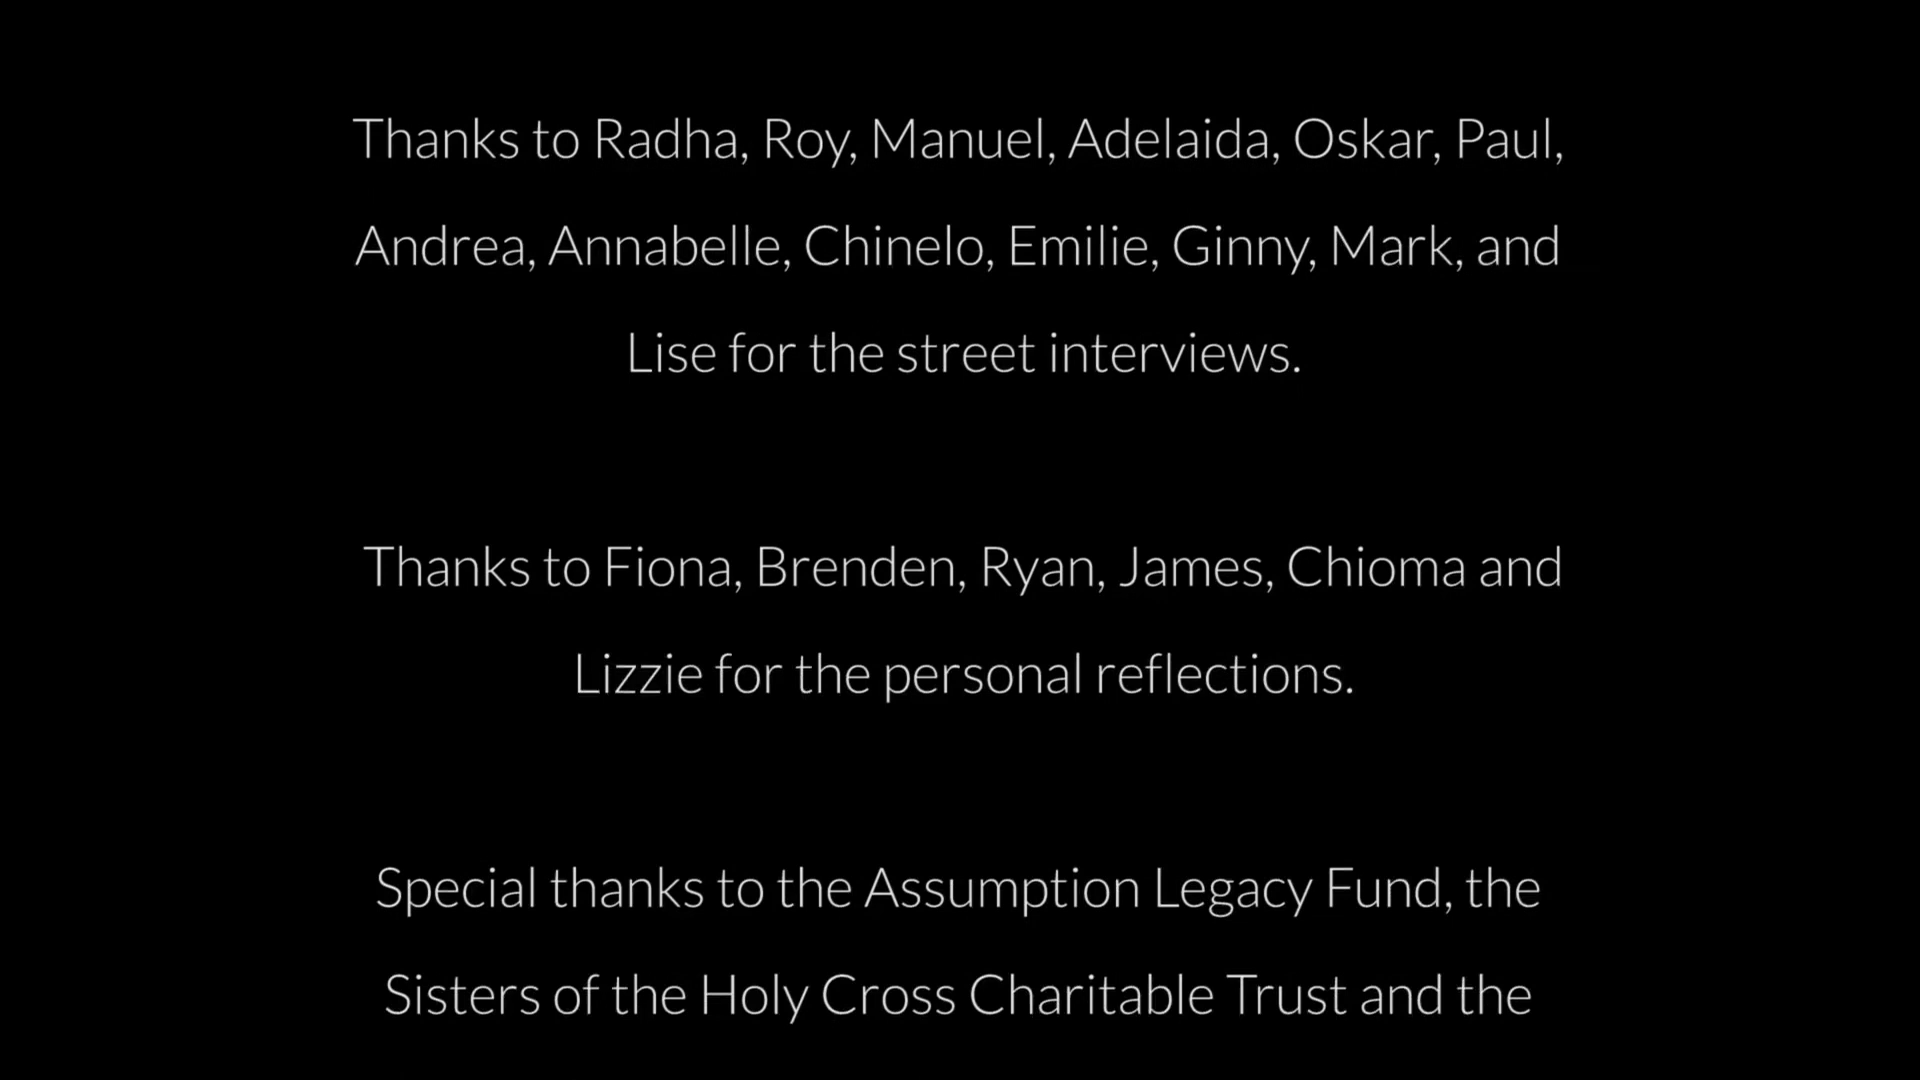 Thanks to Radha, Roy, Manuel, Adelaida, Oskar, Paul,
Andrea, Annabelle, Chinelo, Emilie, Ginny, Mark, and
Lise for the street interviews.
Thanks to Fiona, Brenden, Ryan, James, Chioma and
Lizzie for the personal reflections.
Special thanks to the Assumption Legacy Fund, the
Sisters of the Holy Cross Charitable Trust and the